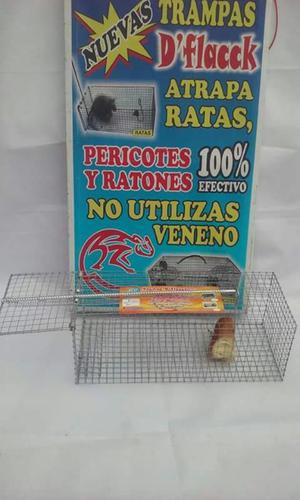 NUEVAS
TRAMPAS
D'flacck
ATRAPA
RATAS,
RATAS
PERICOTES
Y RATONES
100%
EFECTIVO
NO UTILIZAS
VENENO